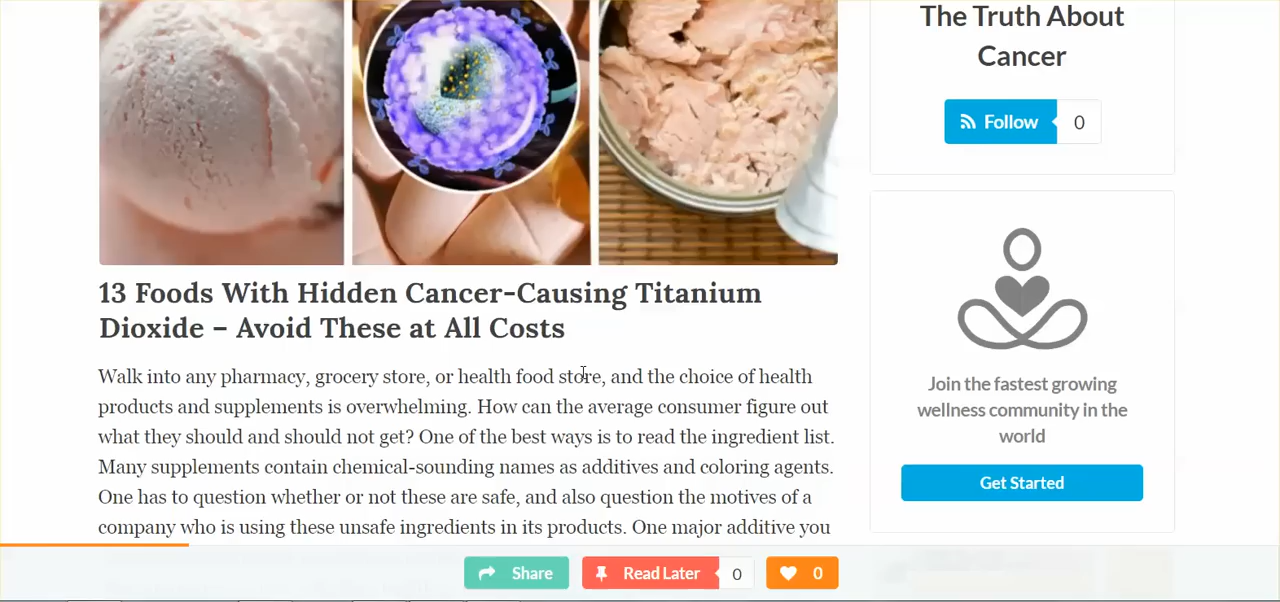 The Truth About
Cancer
Follow 0
13 Foods With Hidden Cancer-Causing Titanium
Dioxide – Avoid These at All Costs
Walk into any pharmacy, grocery store, or health food store, and the choice of health
products and supplements is overwhelming. How can the average consumer figure out
what they should and should not get? One of the best ways is to read the ingredient list.
Many supplements contain chemical-sounding names as additives and coloring agents.
One has to question whether or not these are safe, and also question the motives of a
company who is using these unsafe ingredients in its products. One major additive you
Join the fastest growing
wellness community in the
world
Get Started
Share Read Later 0 0